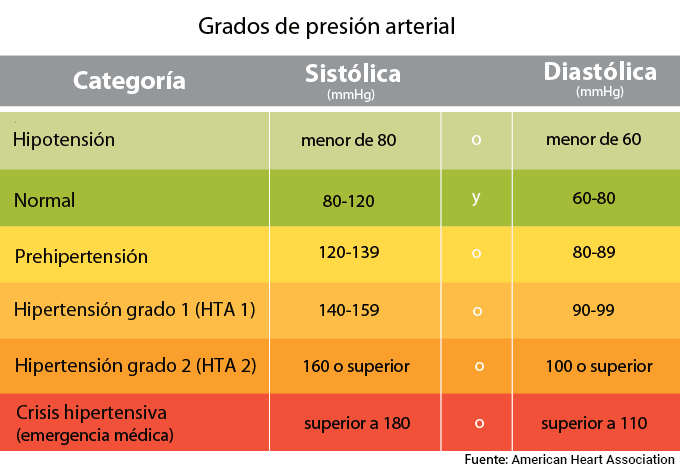 Grados de presión arterial
Categoría Sistólica (mmHg) Diastólica (mmHg)
Hipotensión menor de 80 o menor de 60
Normal 80-120 y 60-80
Prehipertensión 120-139 o 80-89
Hipertensión grado 1 (HTA 1) 140-159 o 90-99
Hipertensión grado 2 (HTA 2) 160 o superior o 100 o superior
Crisis hipertensiva
(emergencia médica) superior a 180 o superior a 110
Fuente: American Heart Association